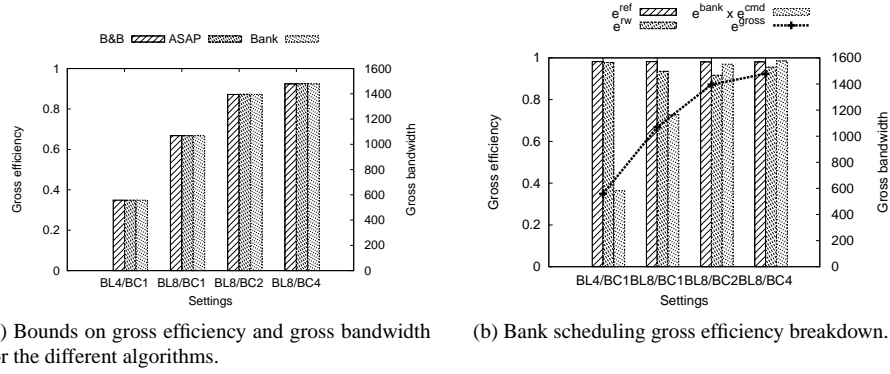 B&B ASAP Bank
1
0.8
0.6
0.4
0.2
0
Gross efficiency
1600
1400
1200
1000
800
600
400
200
0
Gross bandwidth
BL4/BC1 BL8/BC1 BL8/BC2 BL8/BC4
Settings
) Bounds on gross efficiency and gross bandwidth
r the different algorithms.
e^ref e^bank x e^cmd
e^rw e^gross
1
0.8
0.6
0.4
0.2
0
Gross efficiency
1600
1400
1200
1000
800
600
400
200
0
Gross bandwidth
BL4/BC1BL8/BC1BL8/BC2BL8/BC4
Settings
(b) Bank scheduling gross efficiency breakdown.